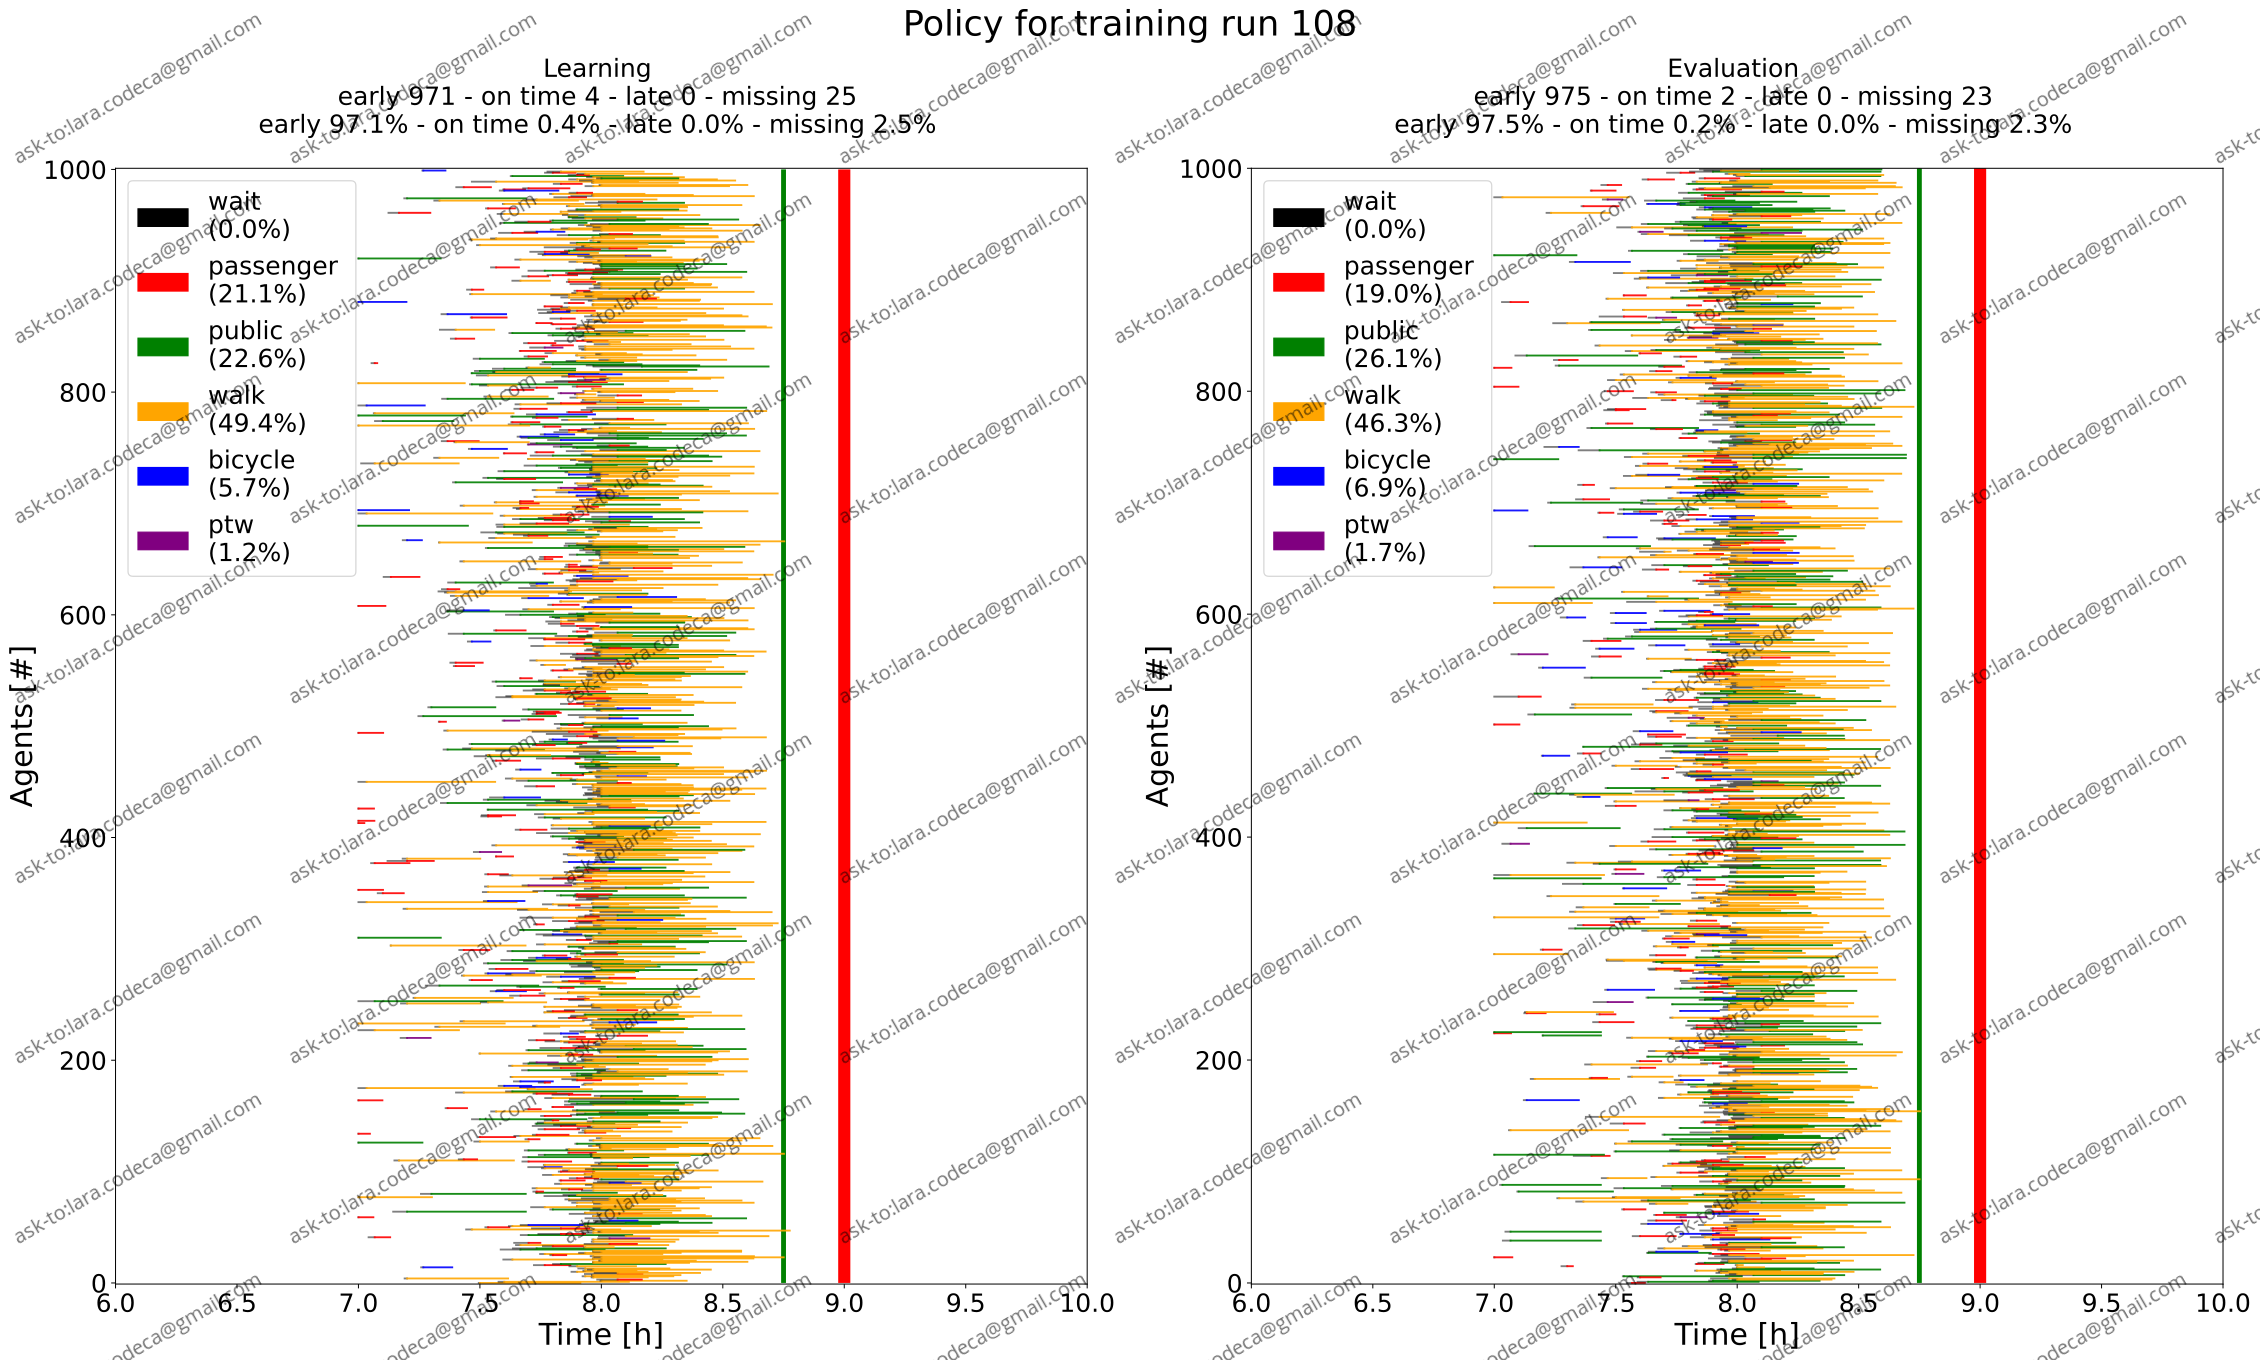 Policy for training run 108
Learning
early 971 - on time 4 - late 0 - missing 25
early 97.1% - on time 0.4% - late 0.0% - missing 2.5%
Evaluation
early 975 - on time 2 - late 0 - missing 23
early 97.5% - on time 0.2% - late 0.0% - missing 2.3%
wait
(0.0%)
passenger
(21.1%)
public
(22.6%)
walk
(49.4%)
bicycle
(5.7%)
ptw
(1.2%)
1000
800
600
400
200
0
Agents [#]
6.0 6.5 7.0 7.5 8.0 8.5 9.0 9.5 10.0
Time [h]
wait
(0.0%)
passenger
(19.0%)
public
(26.1%)
walk
(46.3%)
bicycle
(6.9%)
ptw
(1.7%)
1000
800
600
400
200
0
Agents [#]
6.0 6.5 7.0 7.5 8.0 8.5 9.0 9.5 10.0
Time [h]
ask-to:lara.codeca@gmail.com